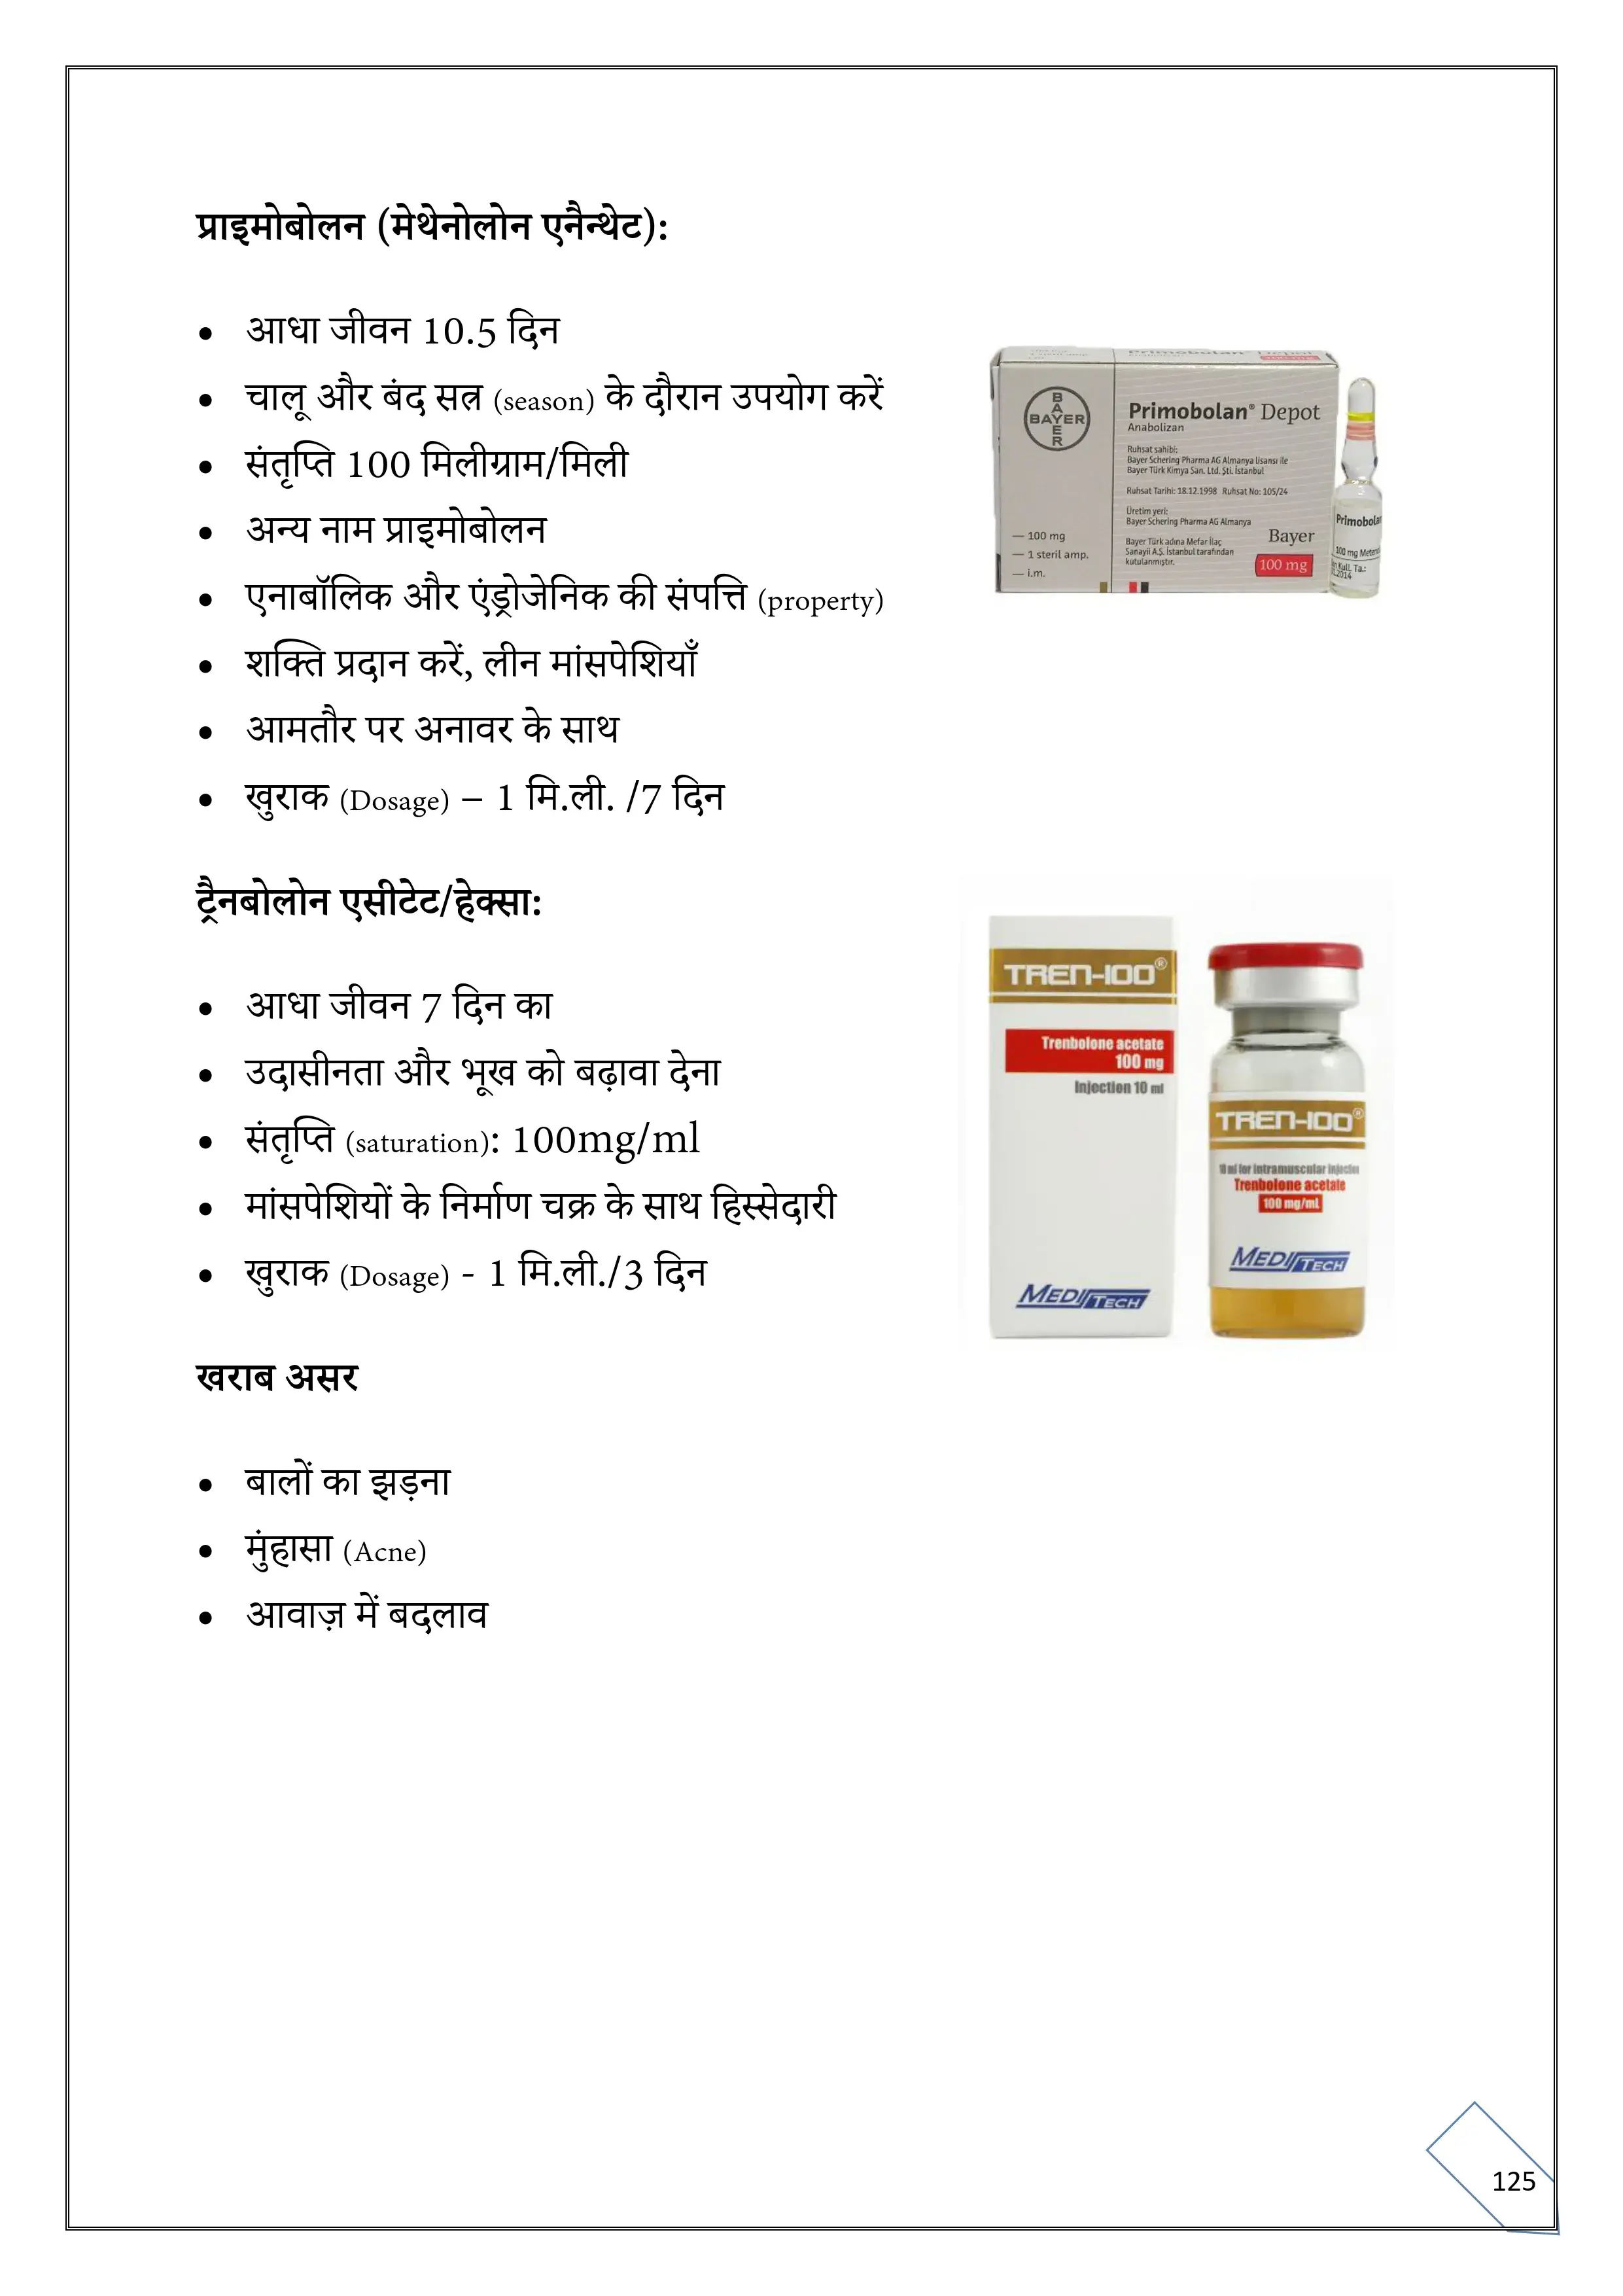 प्राइमोबोलन (मेथेनोलोन एनैन्थेट):
• आधा जीवन 10.5 दिन
• चालू और बंद सत्र (season) के दौरान उपयोग करें
• संतृप्ति 100 मिलीग्राम/मिली
• अन्य नाम प्राइमोबोलन
• एनाबॉलिक और एंड्रोजेनिक की संपत्ति (property)
• शक्ति प्रदान करें, लीन मांसपेशियाँ
• आमतौर पर अनावर के साथ
• खुराक (Dosage) – 1 मि.ली. /7 दिन
BAYER
BAYER
Primobolan® Depot
Anabolizan
Ruhsat sahibi:
Bayer Schering Pharma AG Almanya lisansı ile
Bayer Türk Kimya San. Ltd. Şti. İstanbul
Ruhsat Tarihi: 18.12.1998 Ruhsat No: 105/24
Üretim yeri:
Bayer Schering Pharma AG Almanya
Bayer Türk adına Mefar İlaç
Sanayii A.Ş. İstanbul tarafından
kutulanmıştır.
Bayer
100 mg
— 100 mg
— 1 steril amp.
— i.m.
Primobolan
100 mg
ट्रैनबोलोन एसीटेट/हेक्सा:
• आधा जीवन 7 दिन का
• उदासीनता और भूख को बढ़ावा देना
• संतृप्ति (saturation): 100mg/ml
• मांसपेशियों के निर्माण चक्र के साथ हिस्सेदारी
• खुराक (Dosage) - 1 मि.ली./3 दिन
TREN-100®
Trenbolone acetate
100 mg
Injection 10 ml
MEDITECH
TREN-100®
10 ml for intramuscular injection
Trenbolone acetate
100 mg/mL
MEDITECH
खराब असर
• बालों का झड़ना
• मुंहासा (Acne)
• आवाज़ में बदलाव
125